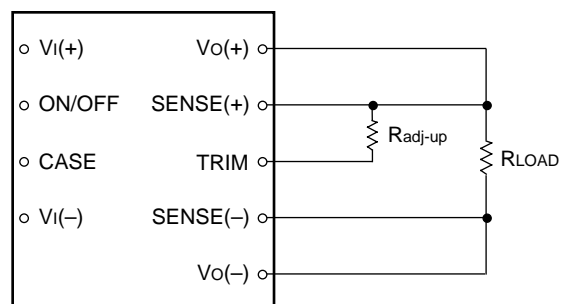 VI(+) VO(+)
ON/OFF SENSE(+)
Radj-up
CASE TRIM RLOAD
VI(–) SENSE(–)
VO(–)